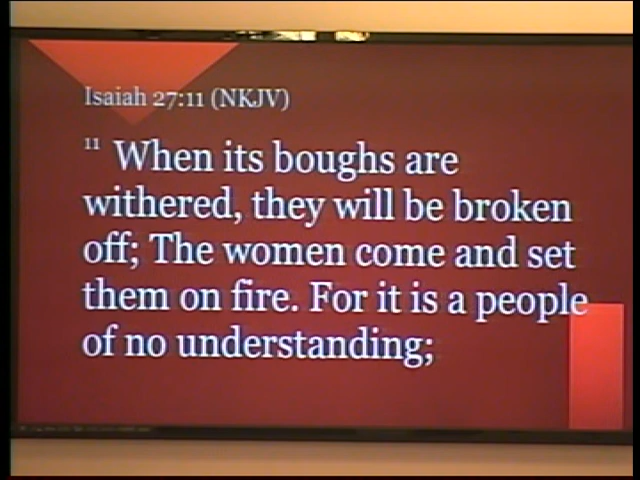 Isaiah 27:11 (NKJV)
11 When its boughs are
withered, they will be broken
off; The women come and set
them on fire. For it is a people
of no understanding;